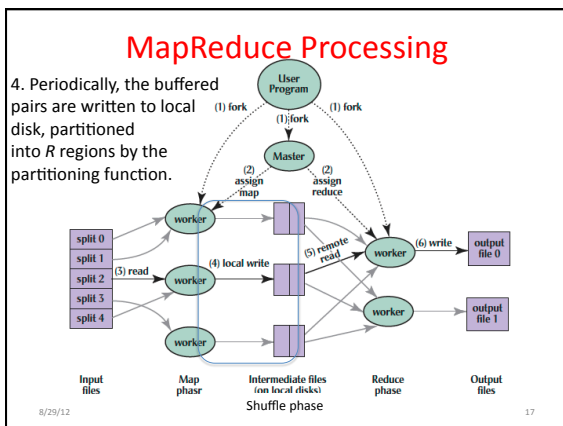 MapReduce Processing
4. Periodically, the buffered
pairs are written to local
disk, partitioned
into R regions by the
partitioning function.
User
Program
(1) fork
(1) fork
(1) fork
Master
(2)
assign
map
(2)
assign
reduce
worker
split 0
split 1
split 2
split 3
split 4
(3) read
worker
(4) local write
(5) remote
read
worker
(6) write
output
file 0
worker
output
file 1
worker
Input
files
Map
phasr
Intermediate files
(on local disks)
Reduce
phase
Output
files
Shuffle phase
8/29/12
17